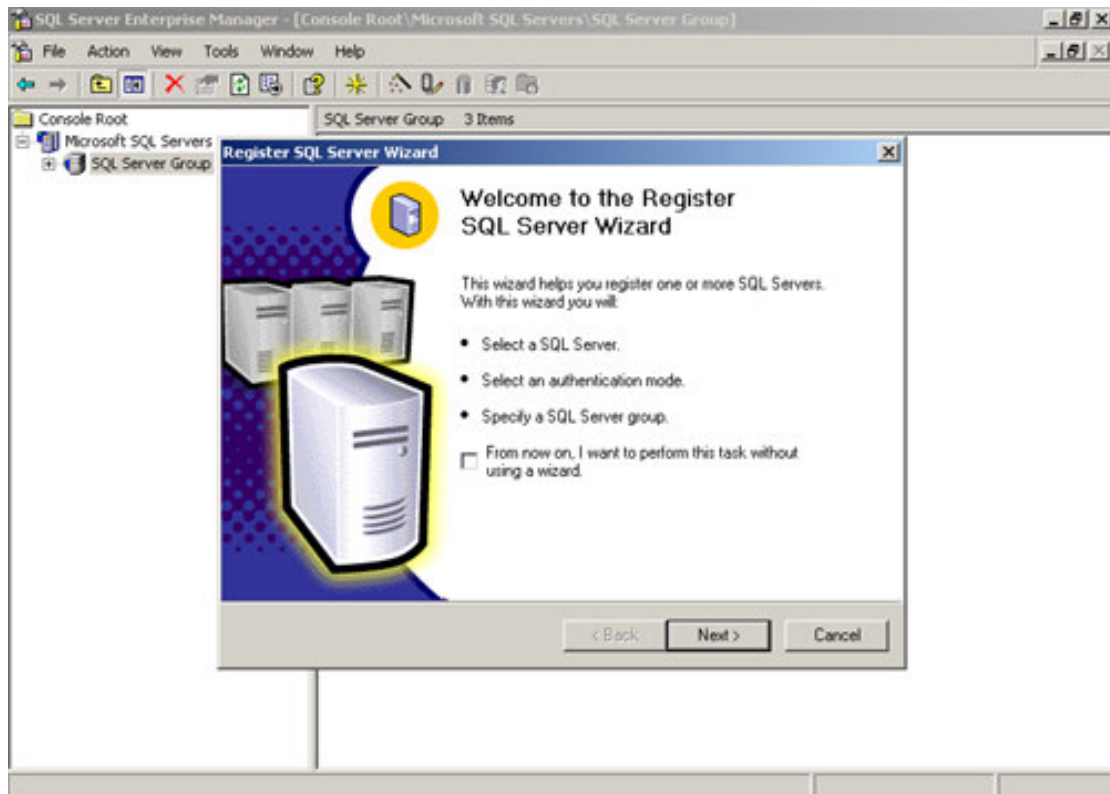 SQL Server Enterprise Manager - [Console Root\Microsoft SQL Servers\SQL Server Group]
File Action View Tools Window Help
Console Root
Microsoft SQL Servers
SQL Server Group
SQL Server Group 3 Items
Register SQL Server Wizard
Welcome to the Register
SQL Server Wizard
This wizard helps you register one or more SQL Servers.
With this wizard you will:
• Select a SQL Server.
• Select an authentication mode.
• Specify a SQL Server group.
From now on, I want to perform this task without
using a wizard.
< Back Next > Cancel